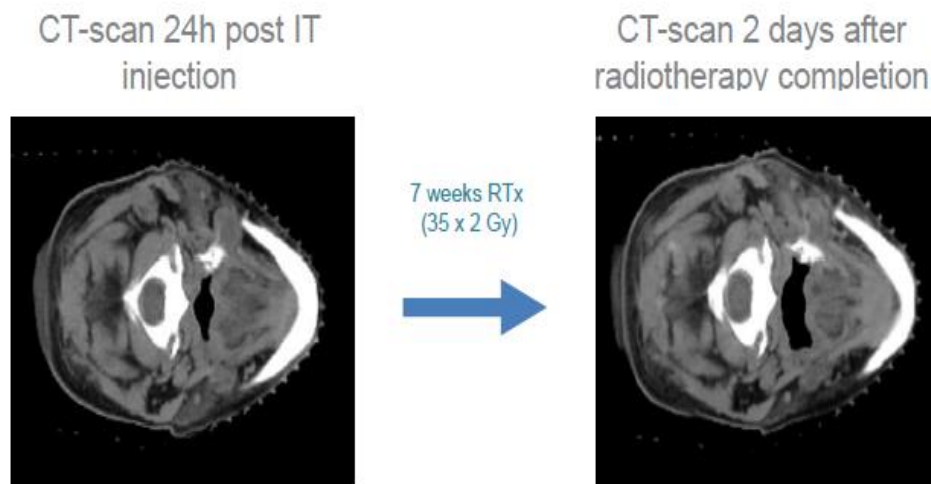 CT-scan 24h post IT
injection
7 weeks RTx
(35 x 2 Gy)
CT-scan 2 days after
radiotherapy completion